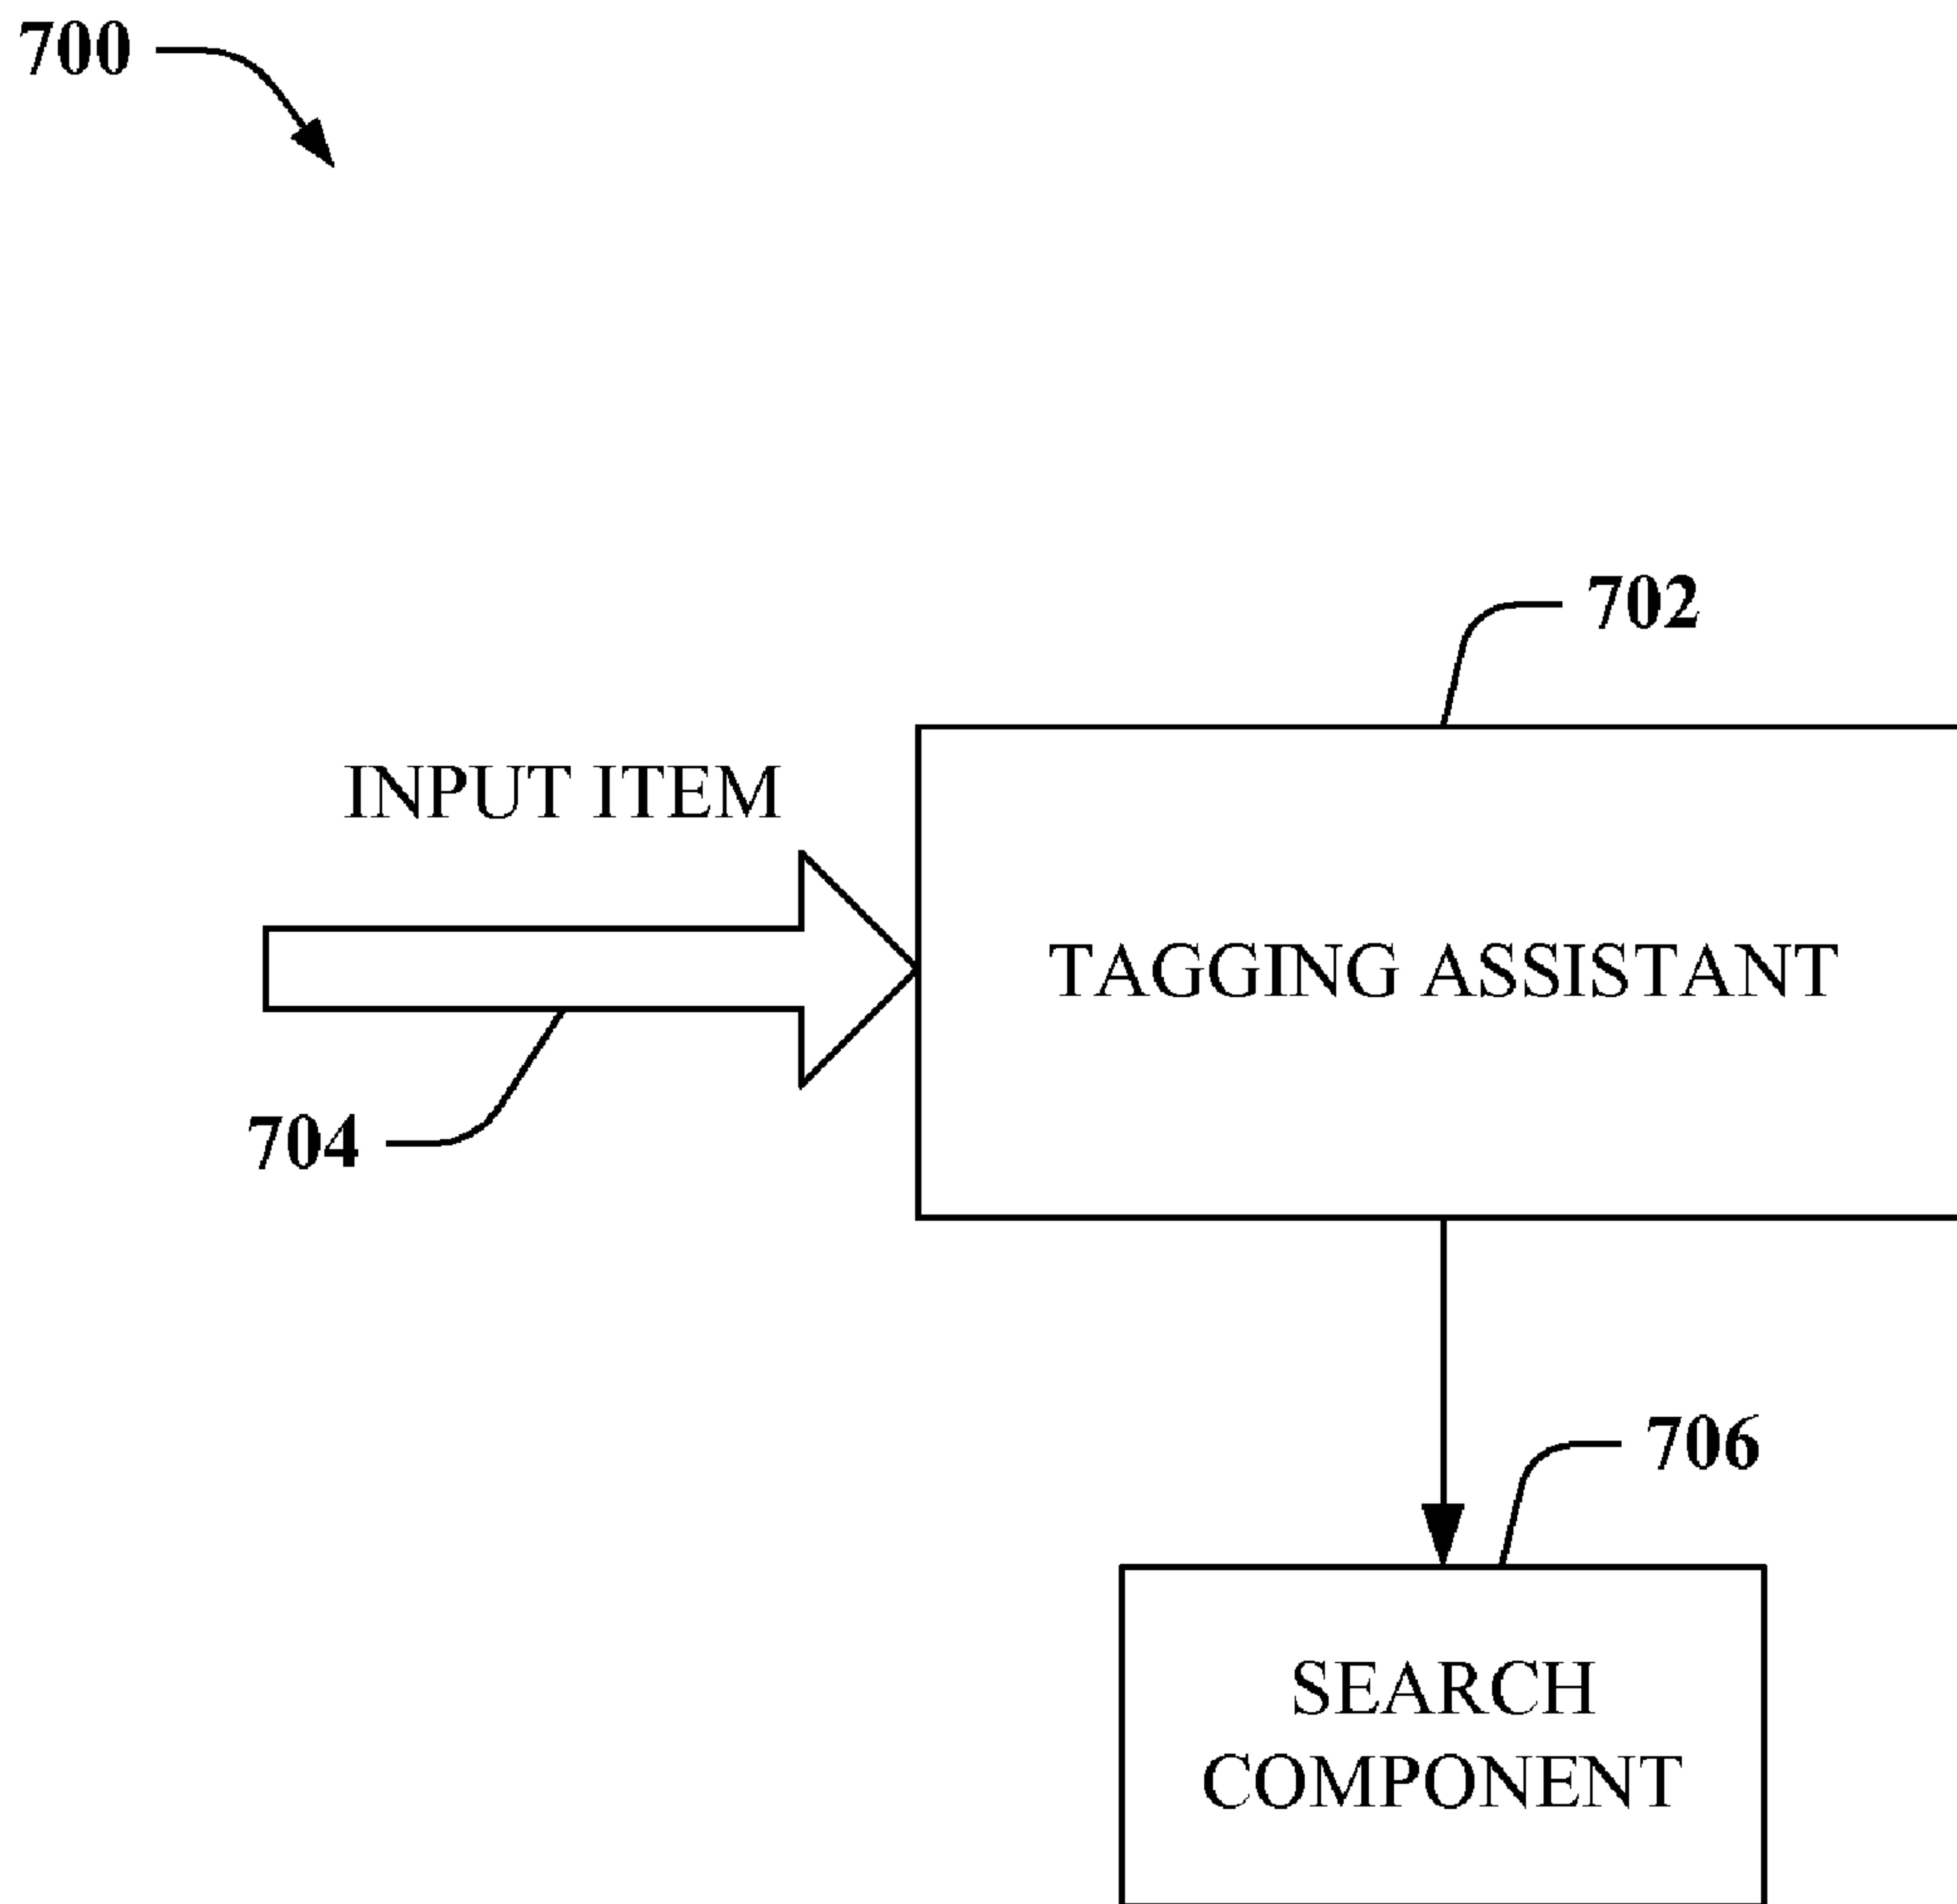 700
702
INPUT ITEM
TAGGING ASSISTANT
704
706
SEARCH
COMPONENT